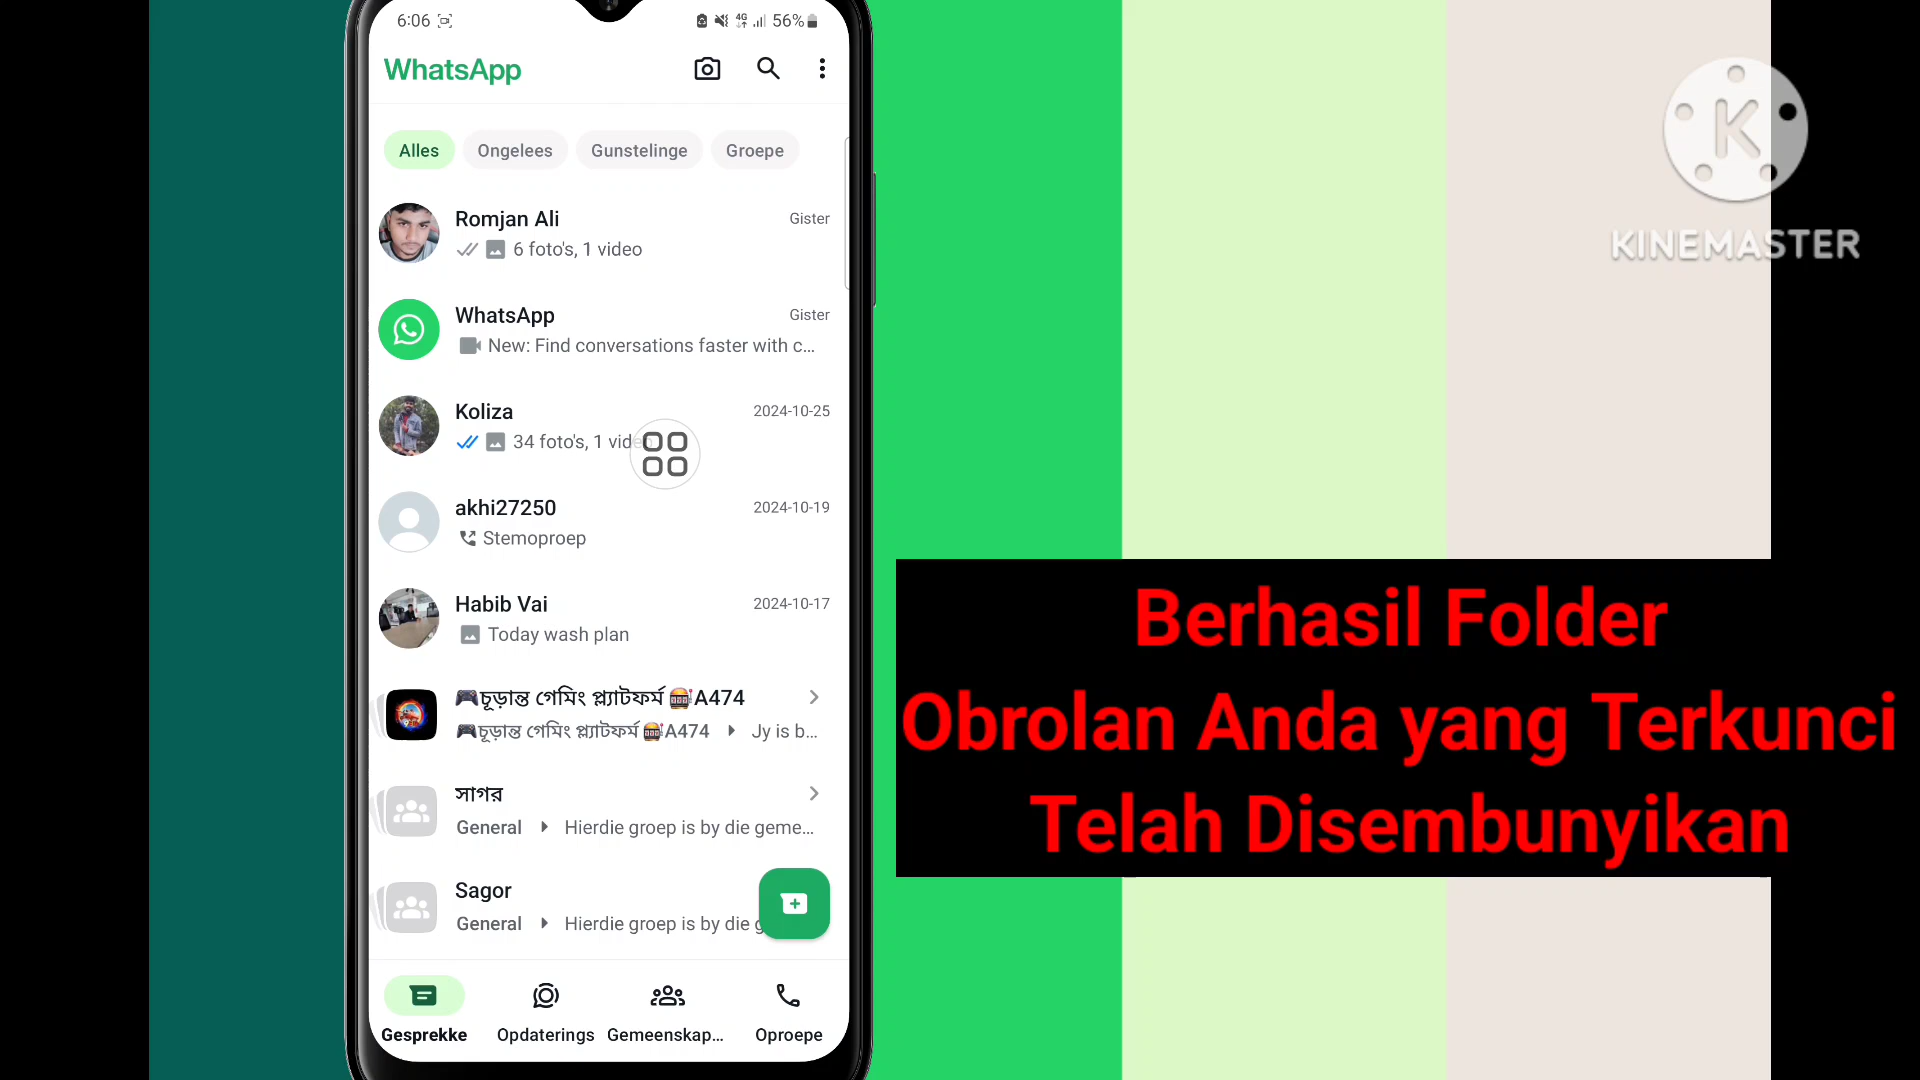 6:06
4G 56%
WhatsApp
Alles Ongelees Gunstelinge Groepe
Romjan Ali Gister
6 foto's, 1 video
WhatsApp Gister
New: Find conversations faster with c...
Koliza 2024-10-25
34 foto's, 1 video
akhi27250 2024-10-19
Stemoproep
Habib Vai 2024-10-17
Today wash plan
🎮চূড়ান্ত গেমিং প্ল্যাটফর্ম 🎰A474
🎮চূড়ান্ত গেমিং প্ল্যাটফর্ম 🎰A474 Jy is b...
সাগর
General Hierdie groep is by die geme...
Sagor
General Hierdie groep is by die g
Gesprekke Opdaterings Gemeenskap... Oproepe
K
KINEMASTER
Berhasil Folder
Obrolan Anda yang Terkunci
Telah Disembunyikan